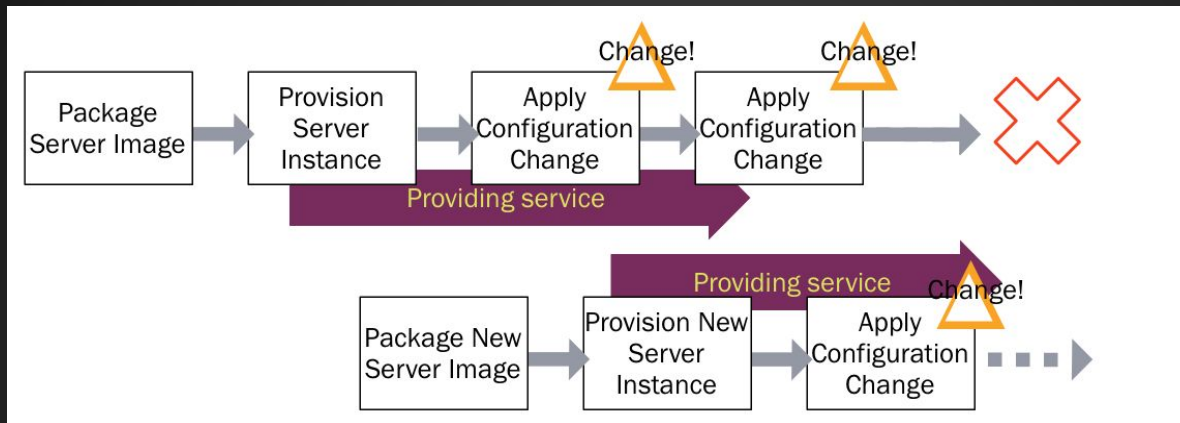 Change!
Change!
Package
Server Image
Provision
Server
Instance
Apply
Configuration
Change
Apply
Configuration
Change
Providing service
Providing service
Change!
Package New
Server Image
Provision New
Server
Instance
Apply
Configuration
Change